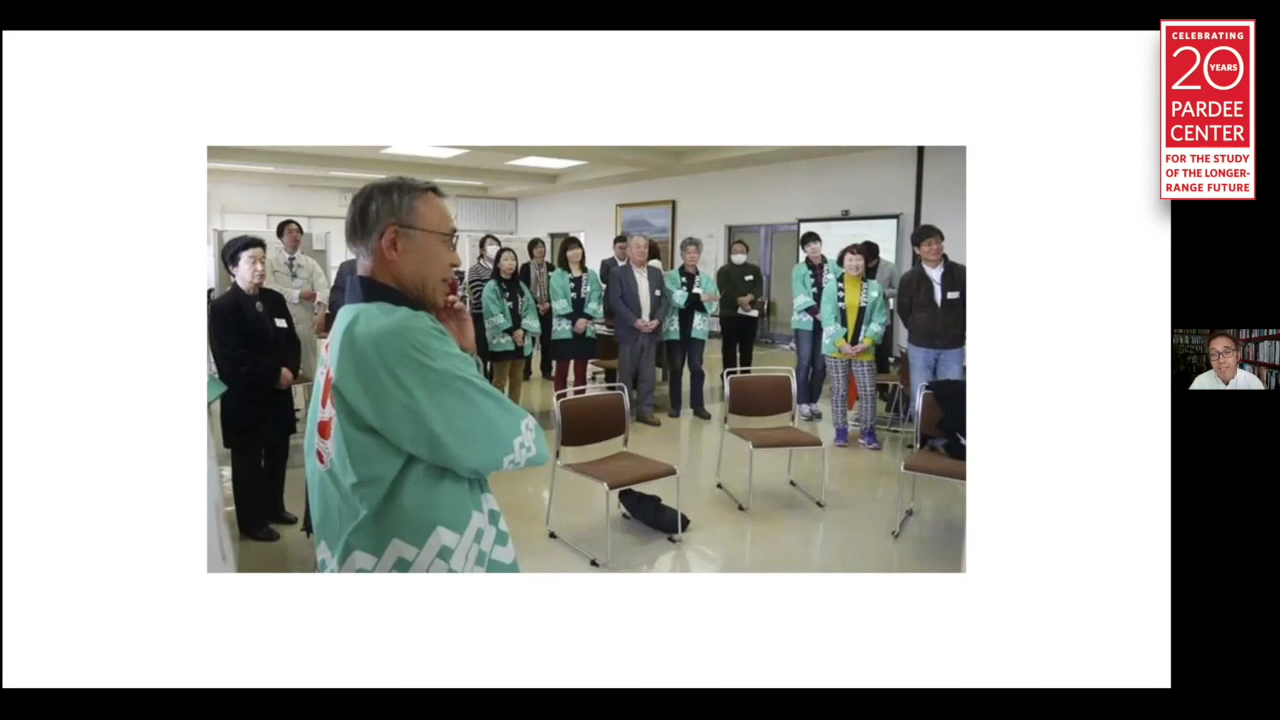 CELEBRATING
20
YEARS
PARDEE
CENTER
FOR THE STUDY
OF THE LONGER-
RANGE FUTURE